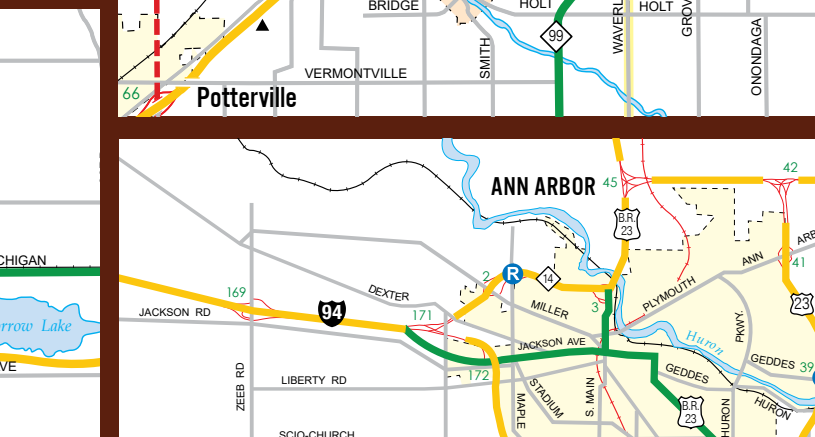 BRIDGE
HOLT
HOLT
99
SMITH
ONONDAGA
VERMONTVILLE
66
Potterville
ANN ARBOR
45
42
B.R.
23
14
R
2
3
41
ANN
PLYMOUTH
23
169
171
DEXTER
MILLER
94
JACKSON RD
JACKSON AVE
Huron
PKWY.
GEDDES
39
GEDDES
172
LIBERTY RD
ZEEB RD
STADIUM
MAPLE
S. MAIN
B.R.
23
HURON
HURON
SCIO-CHURCH
CHIGAN
rrow Lake
VE
WAVERL
GROV
ARB